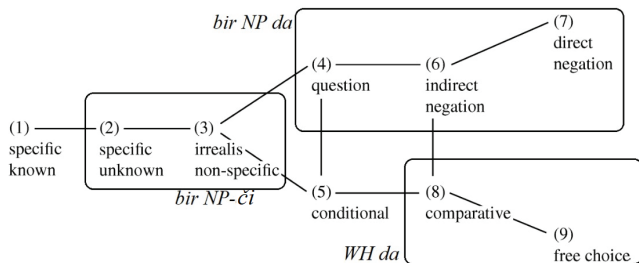 bir NP da
(7)
direct
negation
(4)
question
(6)
indirect
negation
(1)
specific
known
(2)
specific
unknown
(3)
irrealis
non-specific
bir NP-či
(5)
conditional
(8)
comparative
(9)
free choice
WH da